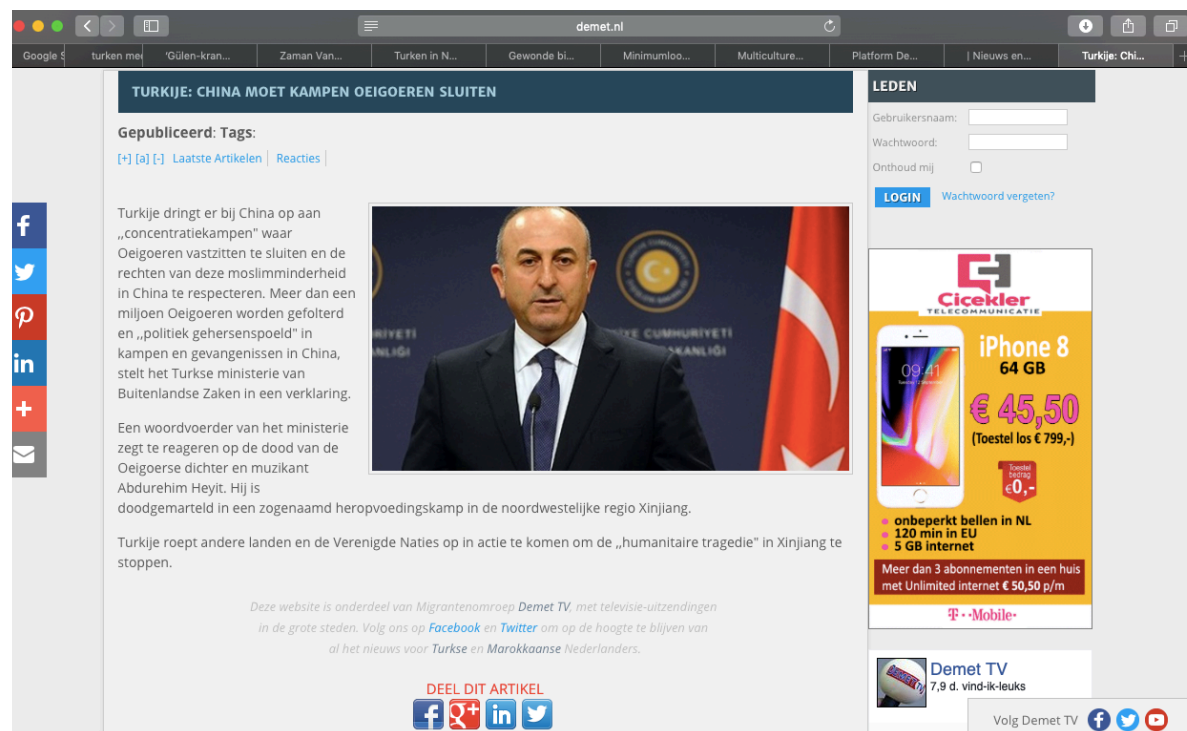 demet.nl
Google S
turken me
'Gülen-kran...
Zaman Van...
Turken in N...
Gewonde bi...
Minimumloo...
Multiculture...
Platform De...
| Nieuws en...
Turkije: Chi...
TURKIJE: CHINA MOET KAMPEN OEIGOEREN SLUITEN
Gepubliceerd: Tags:
[+] [a] [-] Laatste Artikelen Reacties
Turkije dringt er bij China op aan
,,concentratiekampen" waar
Oeigoeren vastzitten te sluiten en de
rechten van deze moslimminderheid
in China te respecteren. Meer dan een
miljoen Oeigoeren worden gefolterd
en ,,politiek gehersenspoeld" in
kampen en gevangenissen in China,
stelt het Turkse ministerie van
Buitenlandse Zaken in een verklaring.
RİYETİ
NLIĞI
İYE CUMHURİYETİ
AKANLIĞI
Een woordvoerder van het ministerie
zegt te reageren op de dood van de
Oeigoerse dichter en muzikant
Abdurehim Heyit. Hij is
doodgemarteld in een zogenaamd heropvoedingskamp in de noordwestelijke regio Xinjiang.
Turkije roept andere landen en de Verenigde Naties op in actie te komen om de ,,humanitaire tragedie" in Xinjiang te
stoppen.
Deze website is onderdeel van Migrantenomroep Demet TV, met televisie-uitzendingen
in de grote steden. Volg ons op Facebook en Twitter om op de hoogte te blijven van
al het nieuws voor Turkse en Marokkaanse Nederlanders.
DEEL DIT ARTIKEL
LEDEN
Gebruikersnaam:
Wachtwoord:
Onthoud mij
LOGIN Wachtwoord vergeten?
Cicekler
TELECOMMUNICATIE
iPhone 8
64 GB
09:41
€ 45,50
(Toestel los € 799,-)
Toestel
bedrag
€0,-
onbeperkt bellen in NL
120 min in EU
5 GB internet
Meer dan 3 abonnementen in een huis
met Unlimited internet € 50,50 p/m
T··Mobile·
Demet TV
7,9 d. vind-ik-leuks
Volg Demet TV